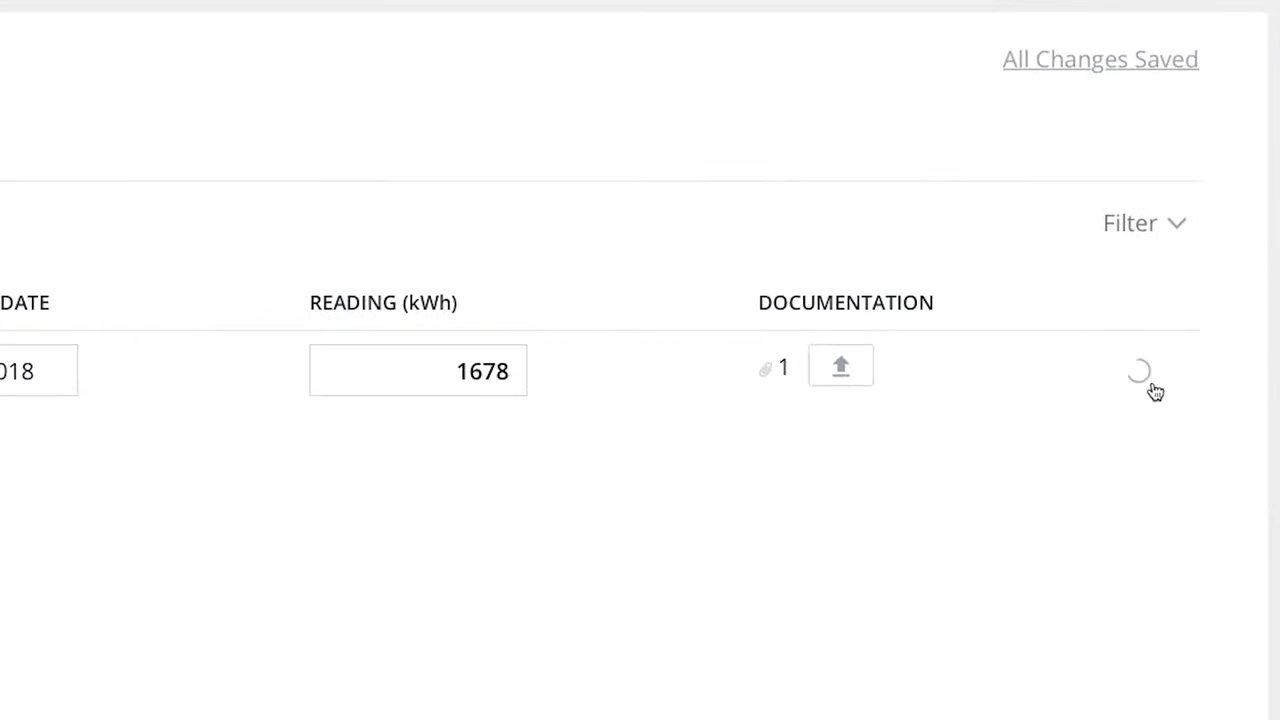 All Changes Saved
Filter
DATE READING (kWh) DOCUMENTATION
018 1678 1